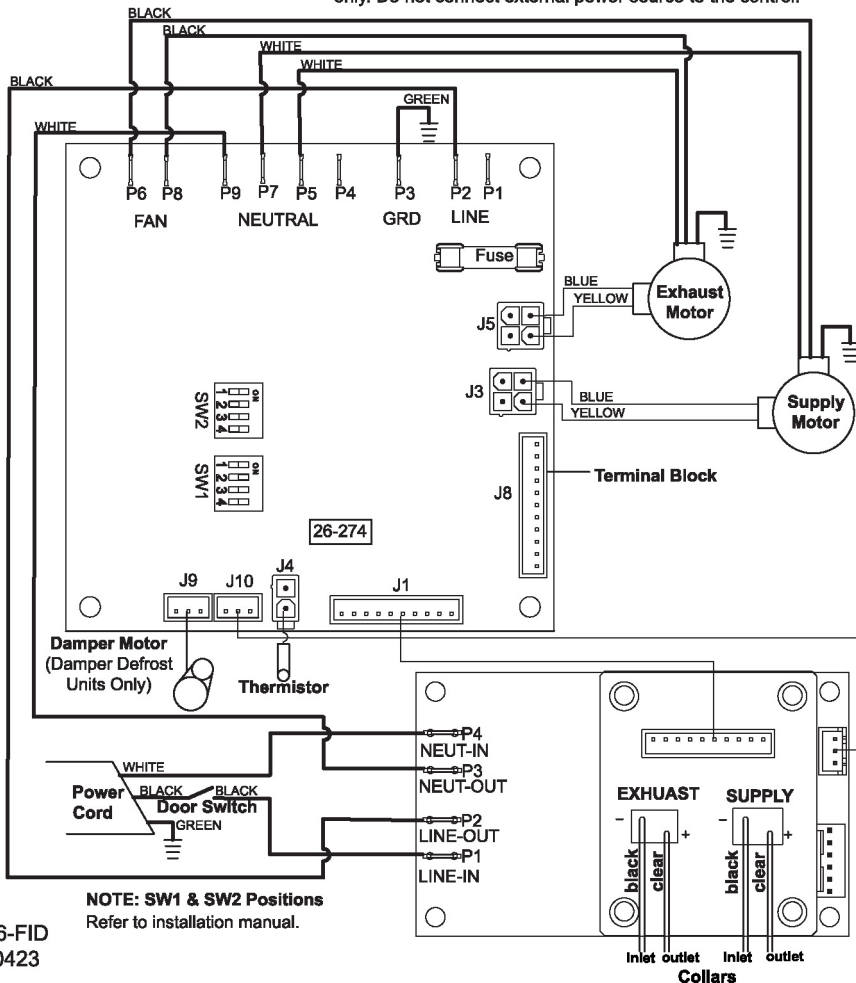 only. Do not connect external power source to the control.
BLACK
BLACK
WHITE
WHITE
BLACK
GREEN
WHITE
P6 P8 P9 P7 P5 P4 P3 P2 P1
FAN NEUTRAL GRD LINE
Fuse
BLUE
YELLOW
Exhaust
Motor
J5
J3
BLUE
YELLOW
Supply
Motor
SW2
1 2 3 4
ON
SW1
1 2 3 4
ON
J8
Terminal Block
26-274
J9 J10 J4 J1
Damper Motor
(Damper Defrost
Units Only)
Thermistor
P4
NEUT-IN
P3
NEUT-OUT
P2
LINE-OUT
P1
LINE-IN
WHITE
Power
Cord
BLACK
Door Switch
BLACK
GREEN
EXHUAST SUPPLY
- + - +
black clear black clear
Inlet outlet Inlet outlet
Collars
NOTE: SW1 & SW2 Positions
Refer to installation manual.
6-FID
0423